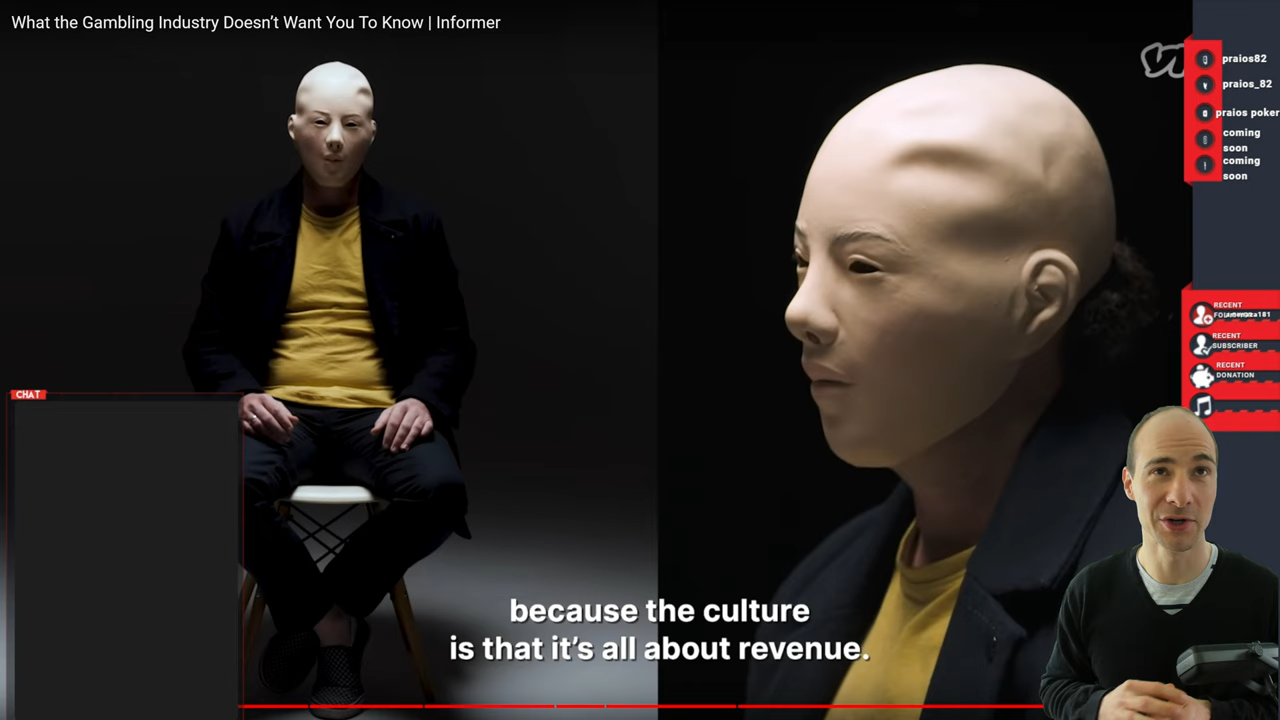 What the Gambling Industry Doesn’t Want You To Know | Informer
praios82
praios_82
praios poker
coming
soon
coming
soon
RECENT
RECENT
SUBSCRIBER
RECENT
DONATION
CHAT
because the culture
is that it’s all about revenue.